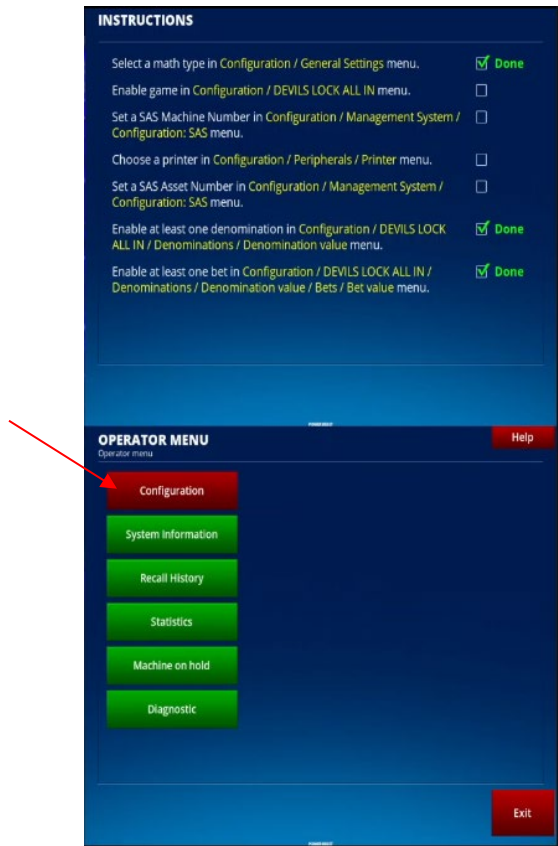 INSTRUCTIONS
Select a math type in Configuration / General Settings menu.
Done
Enable game in Configuration / DEVILS LOCK ALL IN menu.
Set a SAS Machine Number in Configuration / Management System /
Configuration: SAS menu.
Choose a printer in Configuration / Peripherals / Printer menu.
Set a SAS Asset Number in Configuration / Management System /
Configuration: SAS menu.
Enable at least one denomination in Configuration / DEVILS LOCK
Done
ALL IN / Denominations / Denomination value menu.
Enable at least one bet in Configuration / DEVILS LOCK ALL IN /
Done
Denominations / Denomination value / Bets / Bet value menu.
OPERATOR MENU
Help
Operator menu
Configuration
System Information
Recall History
Statistics
Machine on hold
Diagnostic
Exit